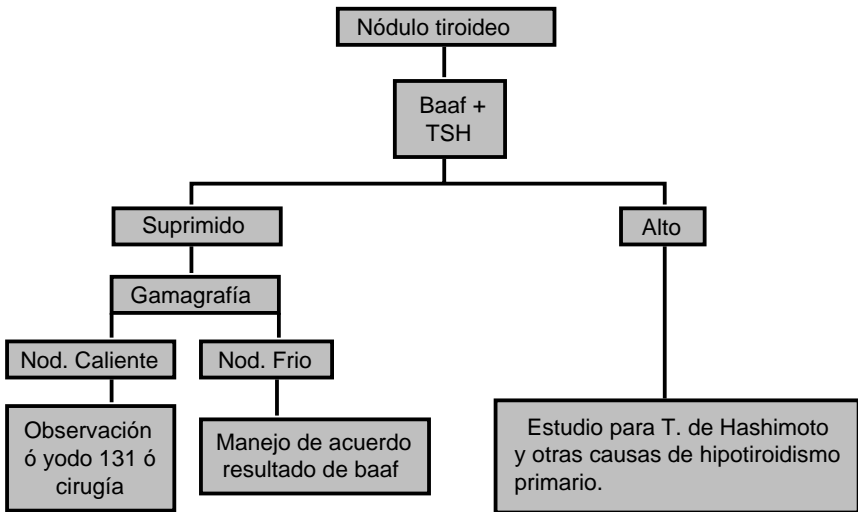 Nódulo tiroideo
Baaf +
TSH
Suprimido
Alto
Gamagrafía
Nod. Caliente
Nod. Frio
Observación
ó yodo 131 ó
cirugía
Manejo de acuerdo
resultado de baaf
Estudio para T. de Hashimoto
y otras causas de hipotiroidismo
primario.